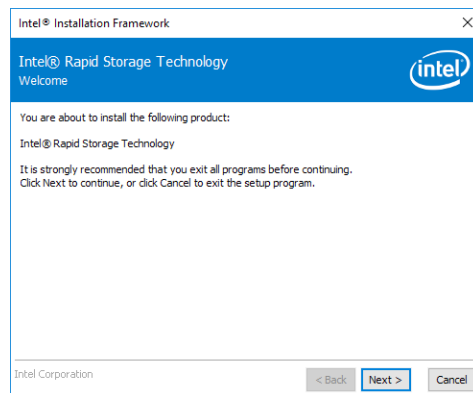 Intel® Installation Framework
Intel® Rapid Storage Technology
Welcome
intel
You are about to install the following product:
Intel® Rapid Storage Technology
It is strongly recommended that you exit all programs before continuing.
Click Next to continue, or click Cancel to exit the setup program.
Intel Corporation
< Back Next > Cancel